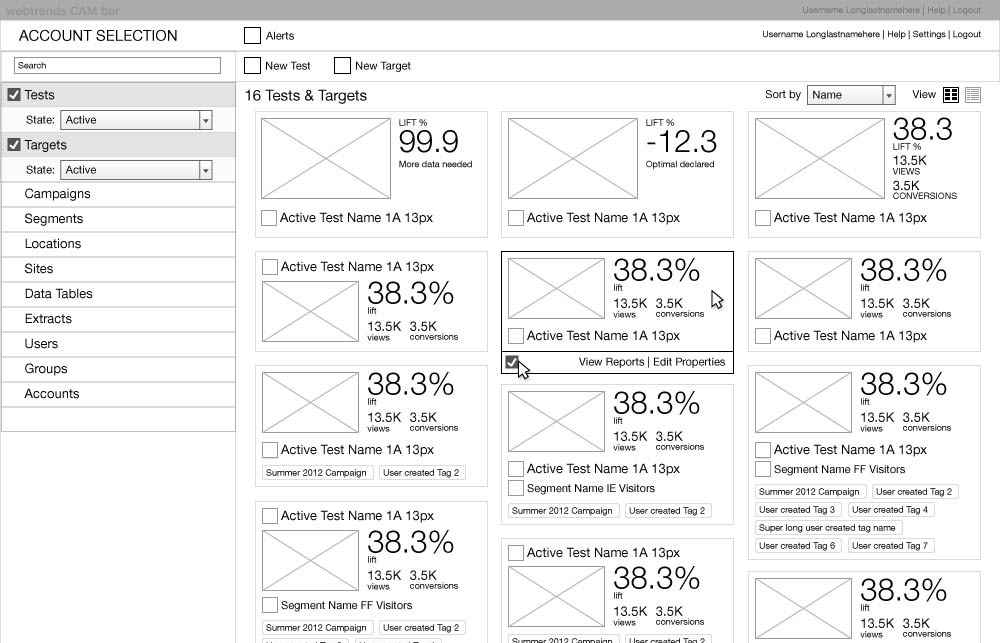 webtrends CAM bar
Username Longlastnamehere | Help | Logout
ACCOUNT SELECTION
Alerts
Username Longlastnamehere | Help | Settings | Logout
Search
New Test
New Target
Tests
State: Active
Targets
State: Active
Campaigns
Segments
Locations
Sites
Data Tables
Extracts
Users
Groups
Accounts
16 Tests & Targets
Sort by Name
View
LIFT %
99.9
More data needed
Active Test Name 1A 13px
LIFT %
-12.3
Optimal declared
Active Test Name 1A 13px
38.3
LIFT %
13.5K
VIEWS
3.5K
CONVERSIONS
Active Test Name 1A 13px
Active Test Name 1A 13px
38.3%
lift
13.5K 3.5K
views conversions
38.3%
lift
13.5K 3.5K
views conversions
Active Test Name 1A 13px
View Reports | Edit Properties
38.3%
lift
13.5K 3.5K
views conversions
Active Test Name 1A 13px
38.3%
lift
13.5K 3.5K
views conversions
Active Test Name 1A 13px
Summer 2012 Campaign User created Tag 2
38.3%
lift
13.5K 3.5K
views conversions
Active Test Name 1A 13px
Segment Name IE Visitors
Summer 2012 Campaign User created Tag 2
38.3%
lift
13.5K 3.5K
views conversions
Active Test Name 1A 13px
Segment Name FF Visitors
Summer 2012 Campaign User created Tag 2
User created Tag 3 User created Tag 4
Super long user created tag name
User created Tag 6 User created Tag 7
Active Test Name 1A 13px
38.3%
lift
13.5K 3.5K
views conversions
Segment Name FF Visitors
Summer 2012 Campaign User created Tag 2
Active Test Name 1A 13px
38.3%
lift
13.5K 3.5K
views conversions
Summer 2012 Campaign User created Tag 2
38.3%
lift
13.5K 3.5K
views conversions